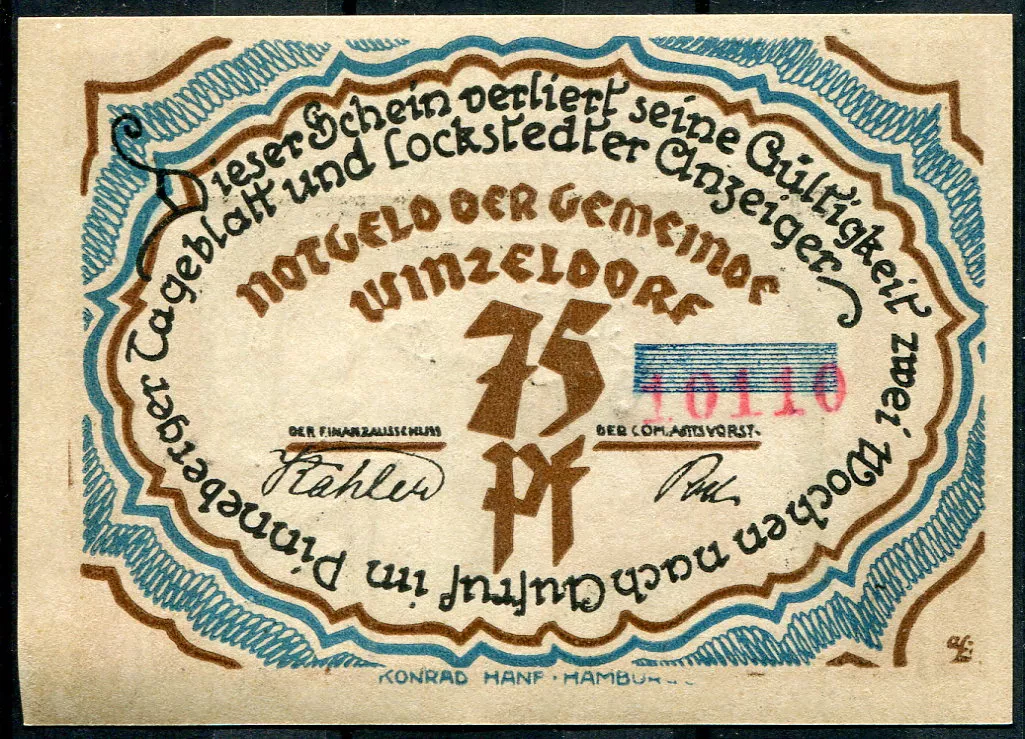 Dieser Schein verliert seine Gültigkeit zwei Wochen nach Aufruf im Pinneberger Tageblatt und Lockstedter Anzeiger
NOTGELD DER GEMEINDE
WINZELDORF
75
Pf
10110
DER FINANZAUSSCHUSS
DER COM. AMTSVORST.
KONRAD HANF · HAMBURG